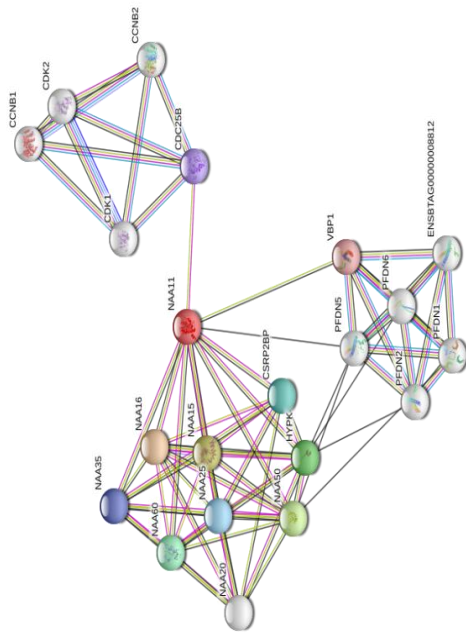 CCNB2
CDK2
CCNB1
CDC25B
CDK1
ENSBTAG00000008812
VBP1
PFDN6
PFDN1
PFDN5
PFDN2
NAA11
CSRP2BP
HYPK
NAA15
NAA16
NAA50
NAA25
NAA35
NAA60
NAA20